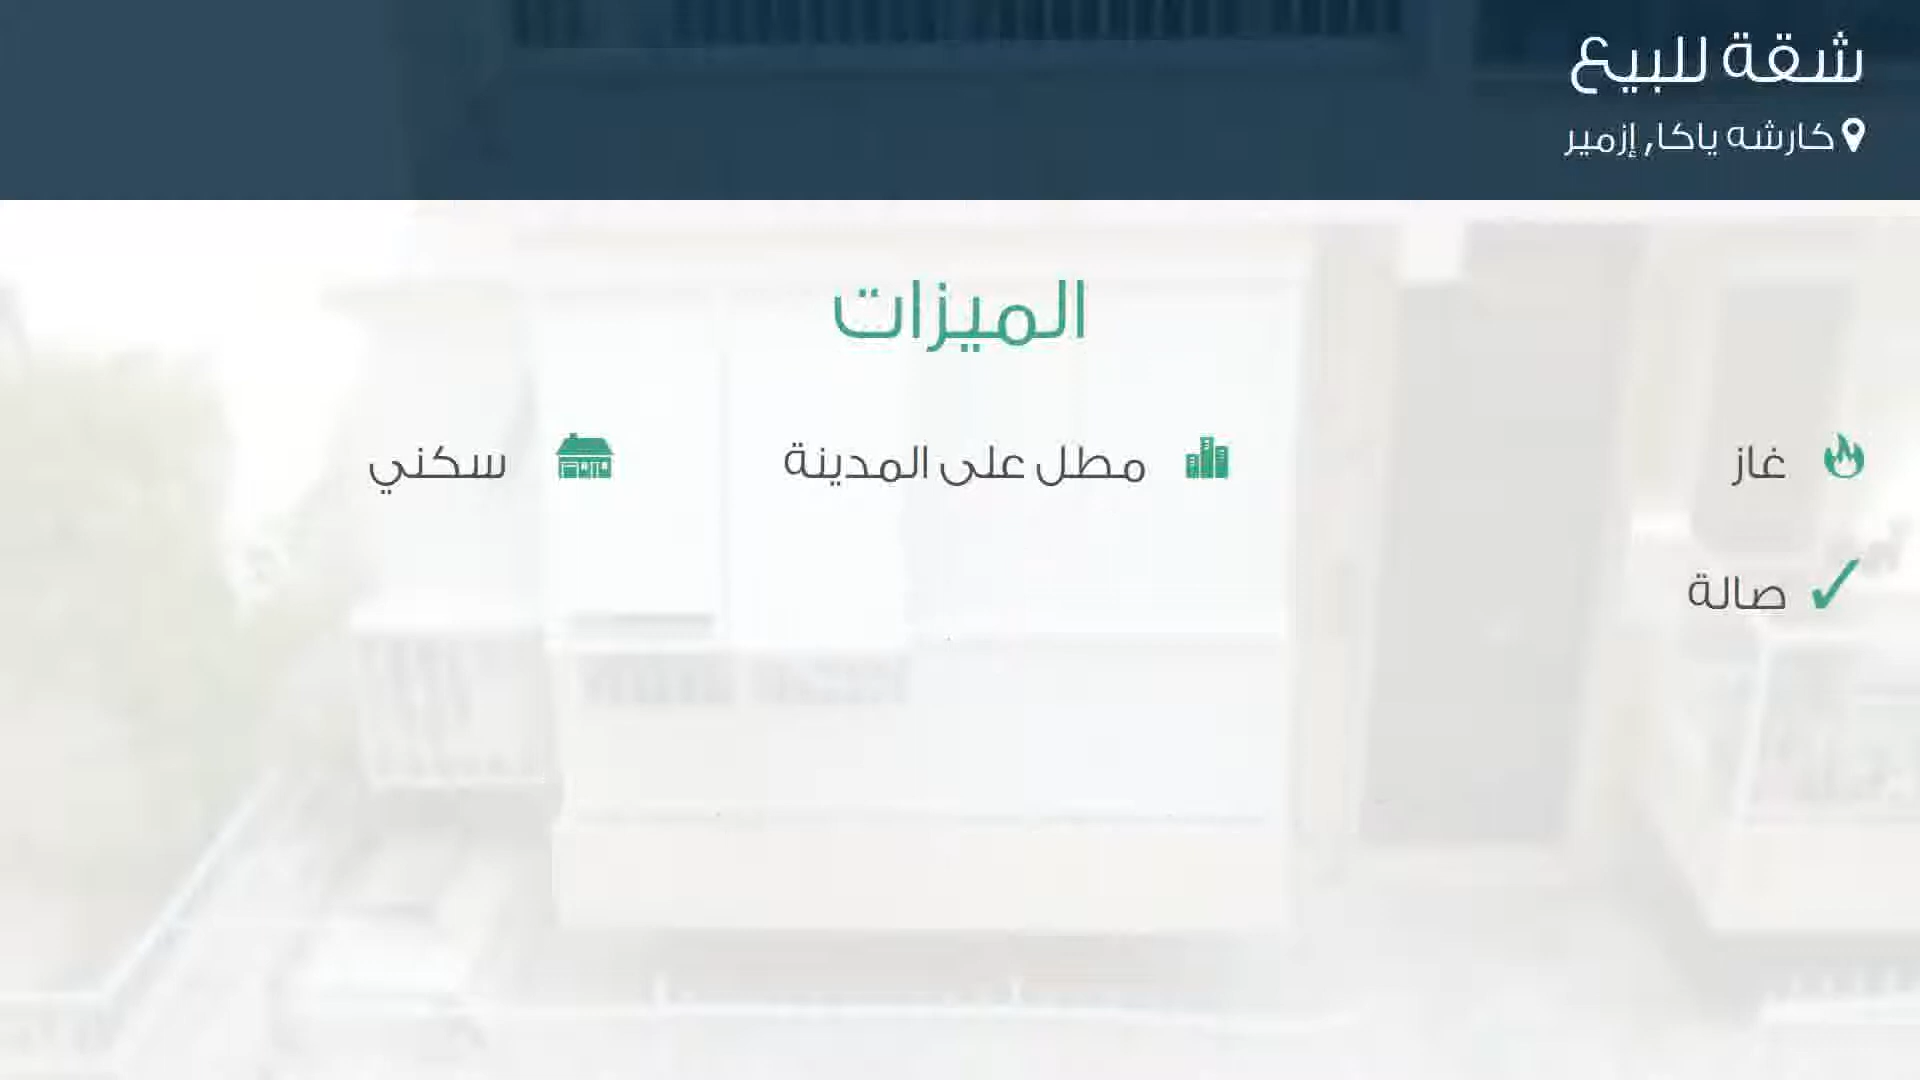 شقة للبيع
كارشه ياكا, إزمير
الميزات
غاز
مطل على المدينة
سكني
صالة